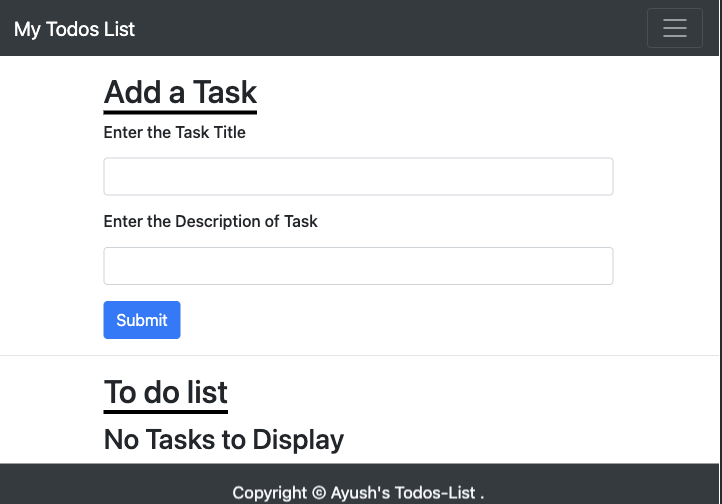 My Todos List
Add a Task
Enter the Task Title
Enter the Description of Task
Submit
To do list
No Tasks to Display
Copyright © Ayush's Todos-List .